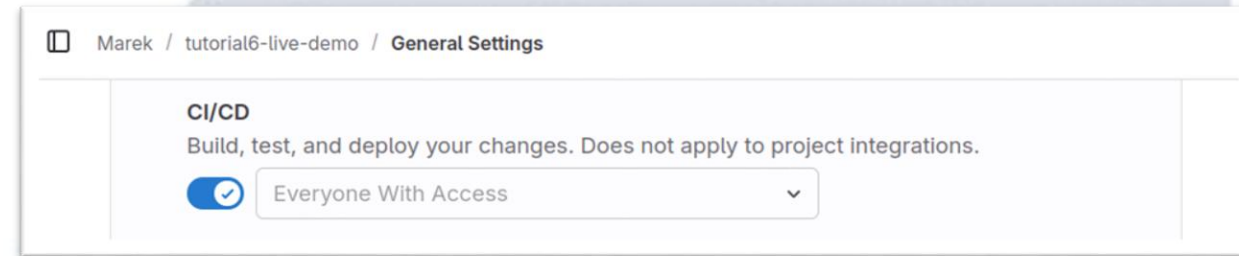 Marek / tutorial6-live-demo / General Settings
CI/CD
Build, test, and deploy your changes. Does not apply to project integrations.
Everyone With Access